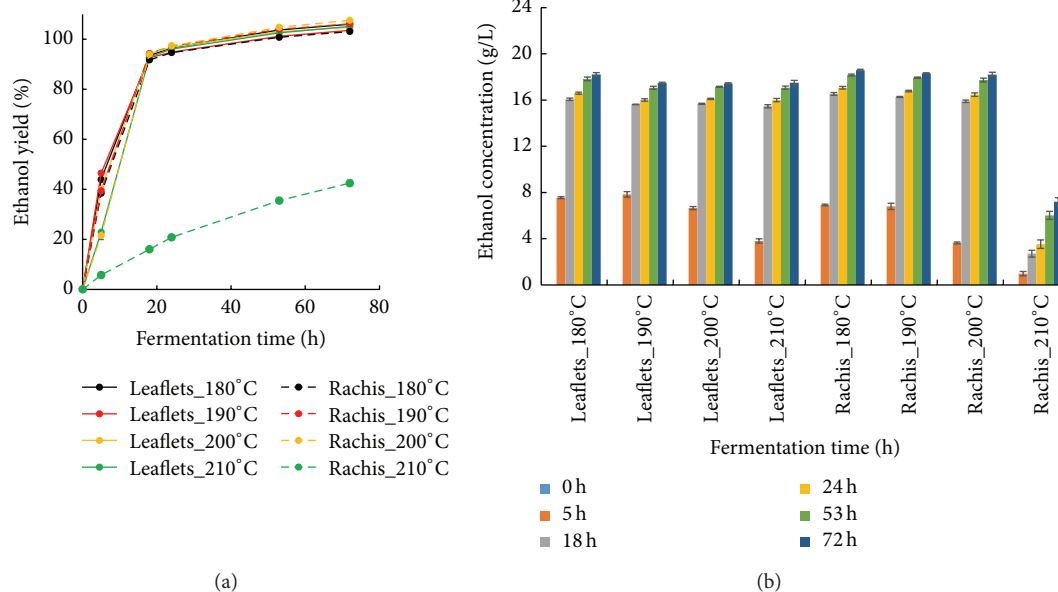 100
80
60
40
20
0
Ethanol yield (%)
0 20 40 60 80
Fermentation time (h)
Leaflets_180°C Rachis_180°C
Leaflets_190°C Rachis_190°C
Leaflets_200°C Rachis_200°C
Leaflets_210°C Rachis_210°C
(a)
24
20
16
12
8
4
0
Ethanol concentration (g/L)
Leaflets_180°C
Leaflets_190°C
Leaflets_200°C
Leaflets_210°C
Rachis_180°C
Rachis_190°C
Rachis_200°C
Rachis_210°C
Fermentation time (h)
0 h 24 h
5 h 53 h
18 h 72 h
(b)